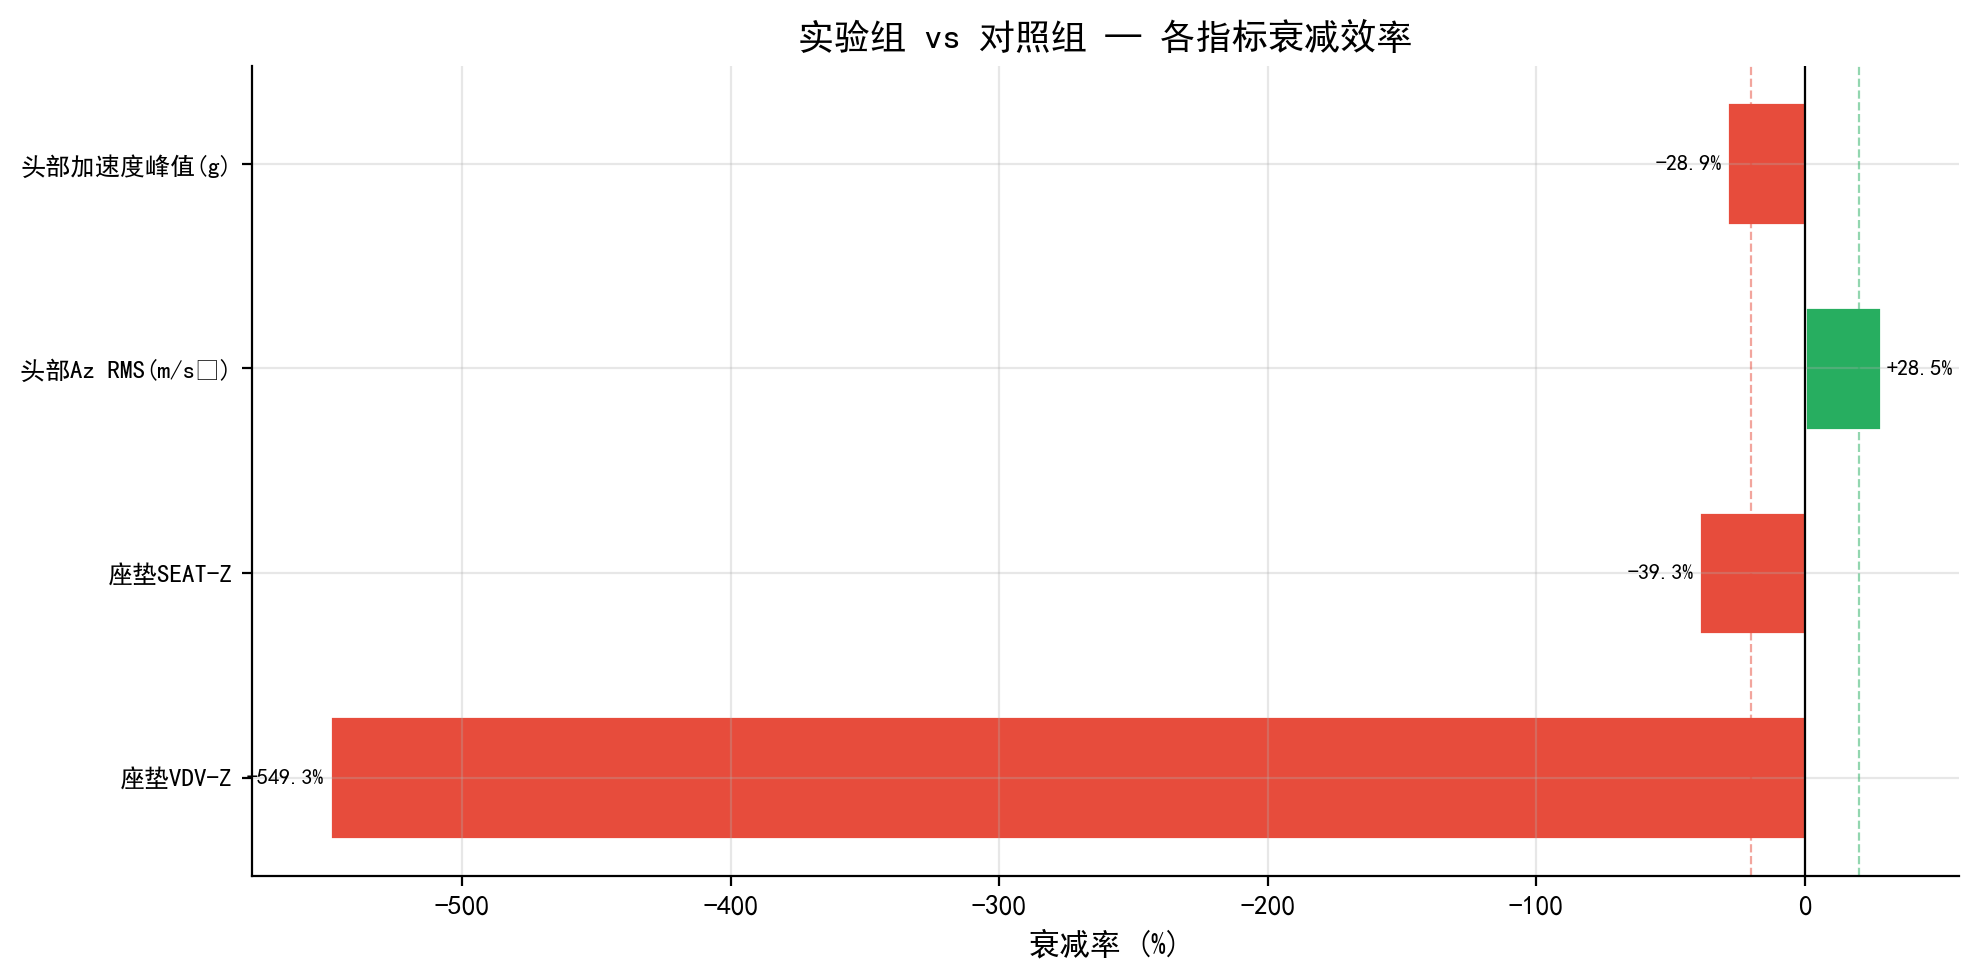 实验组 vs 对照组 — 各指标衰减效率
头部加速度峰值(g)
-28.9%
头部Az RMS(m/s□)
+28.5%
座垫SEAT-Z
-39.3%
座垫VDV-Z
-549.3%
-500
-400
-300
-200
-100
0
衰减率 (%)